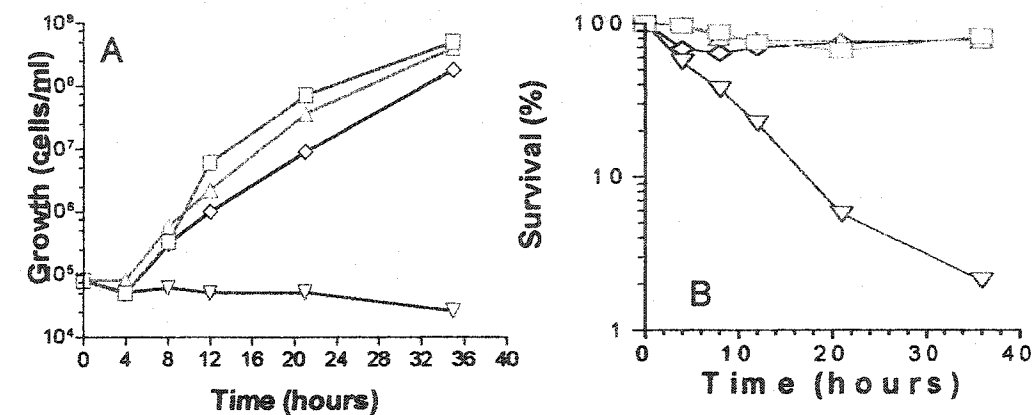 A
Growth (cells/ml)
10⁹
10⁸
10⁷
10⁶
10⁵
10⁴
0 4 8 12 16 20 24 28 32 36 40
Time (hours)
B
Survival (%)
100
10
1
0 10 20 30 40
Time (hours)